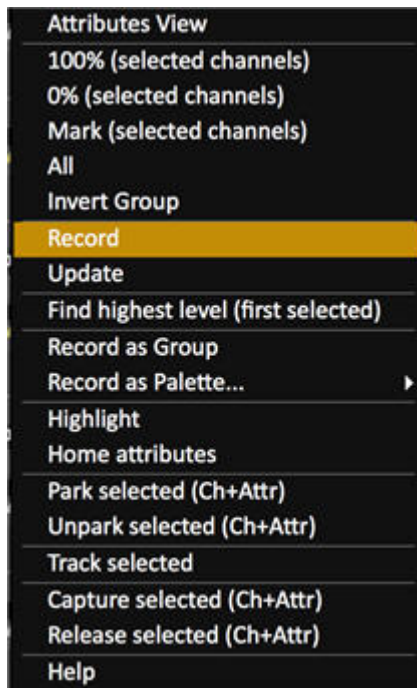 Attributes View
100% (selected channels)
0% (selected channels)
Mark (selected channels)
All
Invert Group
Record
Update
Find highest level (first selected)
Record as Group
Record as Palette...
Highlight
Home attributes
Park selected (Ch+Attr)
Unpark selected (Ch+Attr)
Track selected
Capture selected (Ch+Attr)
Release selected (Ch+Attr)
Help